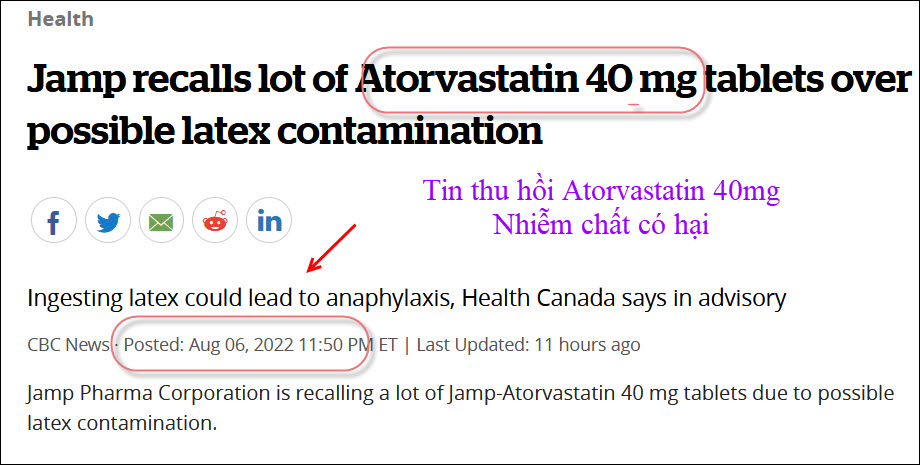 Health
Jamp recalls lot of Atorvastatin 40 mg tablets over
possible latex contamination
Tin thu hồi Atorvastatin 40mg
Nhiễm chất có hại
Ingesting latex could lead to anaphylaxis, Health Canada says in advisory
CBC News · Posted: Aug 06, 2022 11:50 PM ET | Last Updated: 11 hours ago
Jamp Pharma Corporation is recalling a lot of Jamp-Atorvastatin 40 mg tablets due to possible
latex contamination.